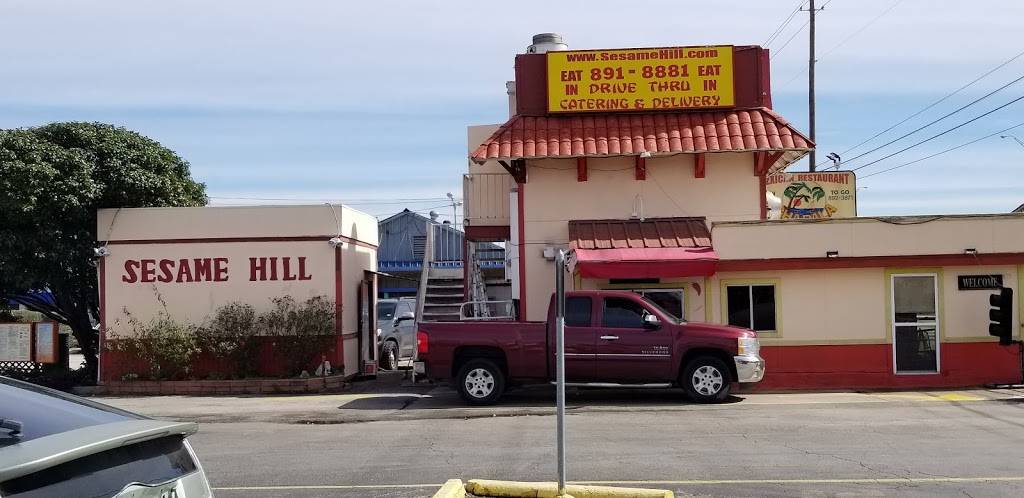 www.SesameHill.com
EAT 891-8881 EAT
IN DRIVE THRU IN
CATERING & DELIVERY
RESTAURANT
TO GO
SESAME HILL
WELCOME